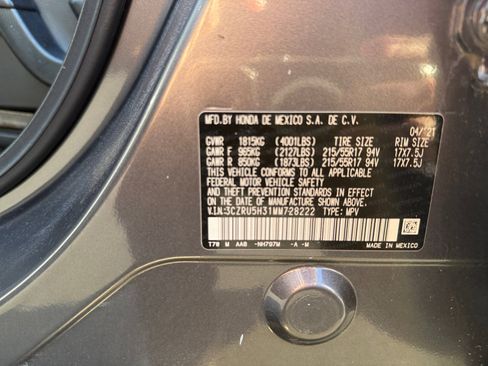 MFD.BY HONDA DE MEXICO S.A. DE C.V.
04/'21
GVWR 1815KG (4001LBS) TIRE SIZE RIM SIZE
GAWR F 965KG (2127LBS) 215/55R17 94V 17X7.5J
GAWR R 850KG (1873LBS) 215/55R17 94V 17X7.5J
THIS VEHICLE CONFORMS TO ALL APPLICABLE
FEDERAL MOTOR VEHICLE
SAFETY AND THEFT PREVENTION STANDARDS IN EFFECT
ON THE DATE OF MANUFACTURE SHOWN ABOVE.
V.I.N:3CZRU5H31MM728222 TYPE: MPV
T78 M AAB -NH797M -A -M
MADE IN MEXICO